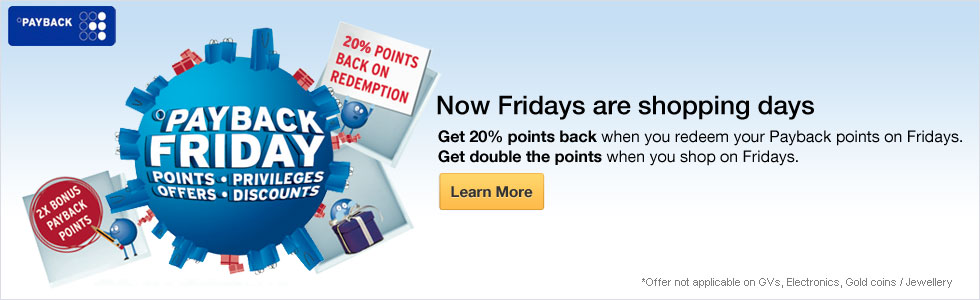 °PAYBACK
20% POINTS
BACK ON
REDEMPTION
°PAYBACK
FRIDAY
POINTS • PRIVILEGES
OFFERS • DISCOUNTS
2X BONUS
PAYBACK
POINTS
Now Fridays are shopping days
Get 20% points back when you redeem your Payback points on Fridays.
Get double the points when you shop on Fridays.
Learn More
*Offer not applicable on GVs, Electronics, Gold coins / Jewellery